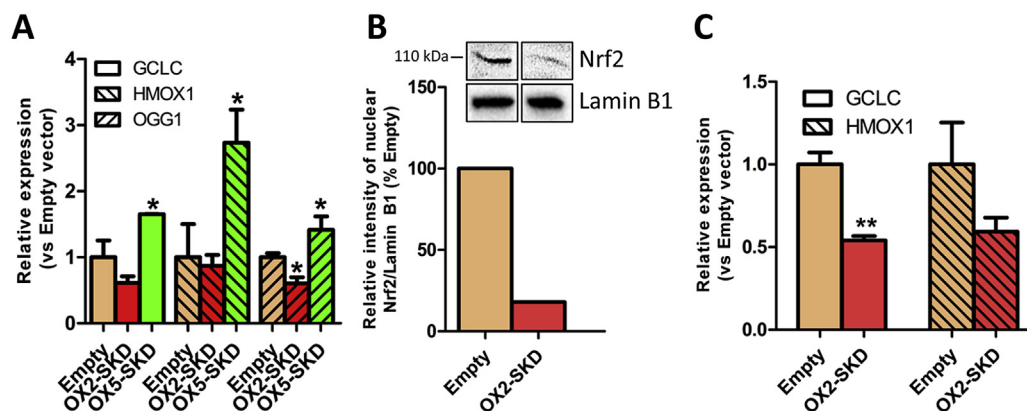 A
Relative expression
(vs Empty vector)
4
3
2
1
0
GCLC
HMOX1
OGG1
*
*
*
*
Empty
OX2-SKD
OX5-SKD
Empty
OX2-SKD
OX5-SKD
Empty
OX2-SKD
OX5-SKD
B
110 kDa
Nrf2
Lamin B1
Relative intensity of nuclear
Nrf2/Lamin B1 (% Empty)
150
100
50
0
Empty
OX2-SKD
C
Relative expression
(vs Empty vector)
1.0
0.5
0.0
GCLC
HMOX1
**
Empty
OX2-SKD
Empty
OX2-SKD